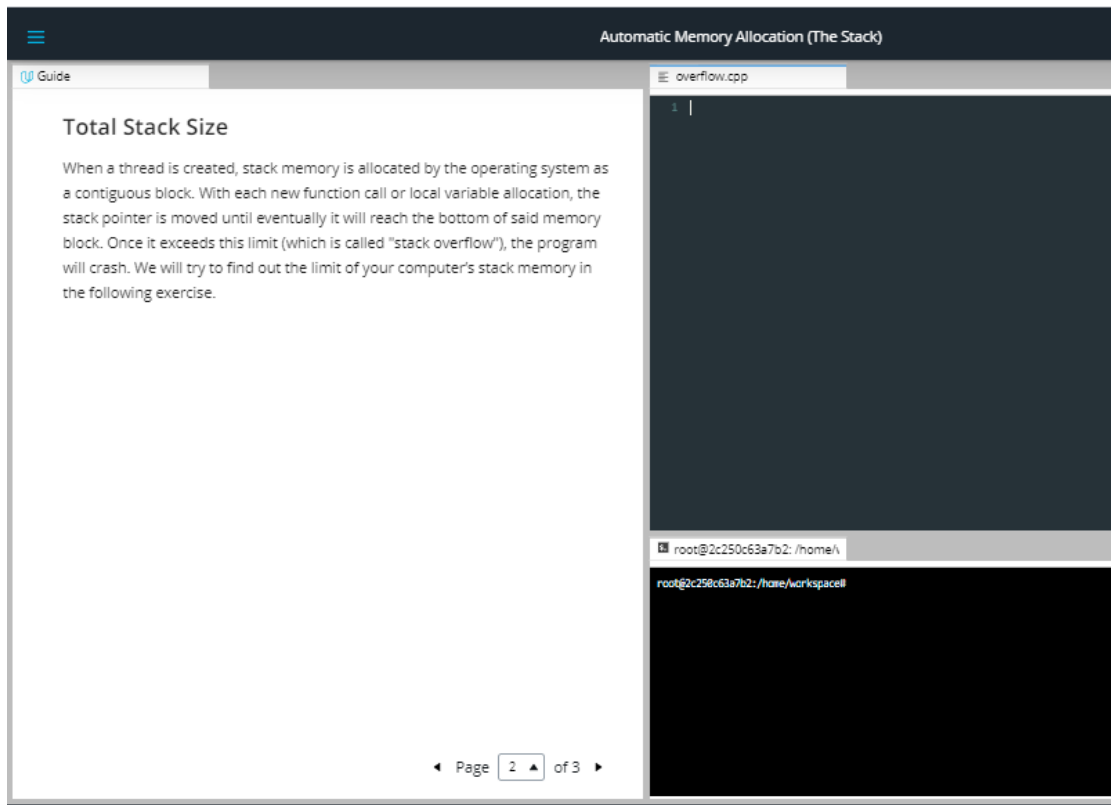 Automatic Memory Allocation (The Stack)
Guide
overflow.cpp
Total Stack Size
When a thread is created, stack memory is allocated by the operating system as
a contiguous block. With each new function call or local variable allocation, the
stack pointer is moved until eventually it will reach the bottom of said memory
block. Once it exceeds this limit (which is called "stack overflow"), the program
will crash. We will try to find out the limit of your computer's stack memory in
the following exercise.
Page 2 of 3
1
root@2c250c63a7b2: /home/
root@2c250c63a7b2:/home/workspace#